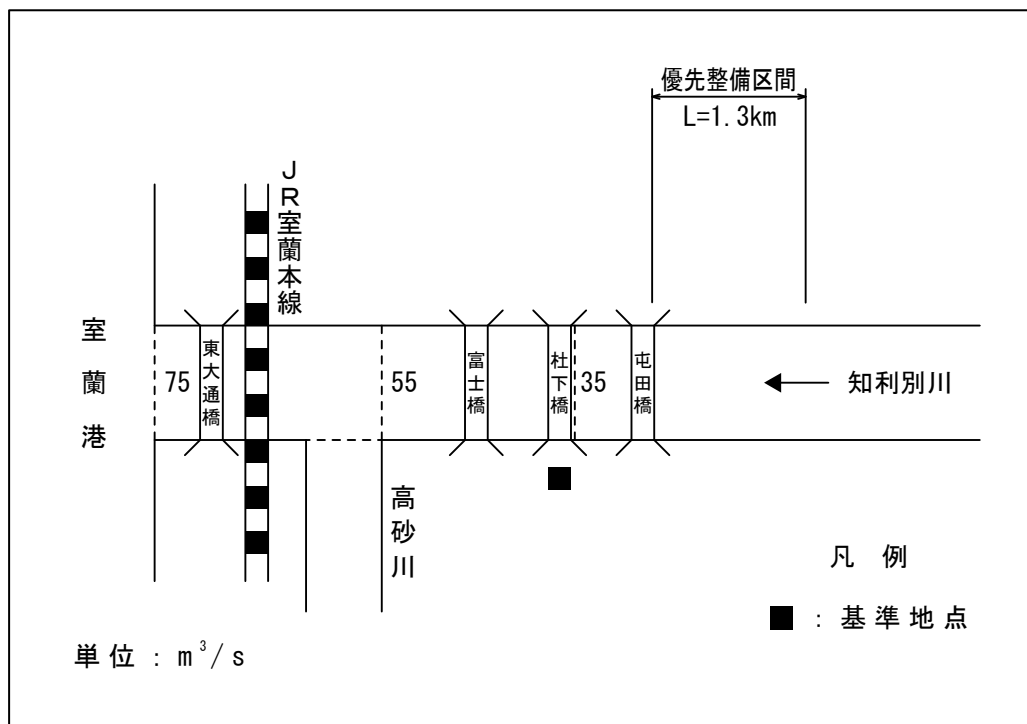 優先整備区間
L=1.3km
JR室蘭本線
室蘭港
75
東大通橋
55
富士橋
杜下橋
35
屯田橋
知利別川
高砂川
凡例
■ : 基準地点
単位 : m³/s